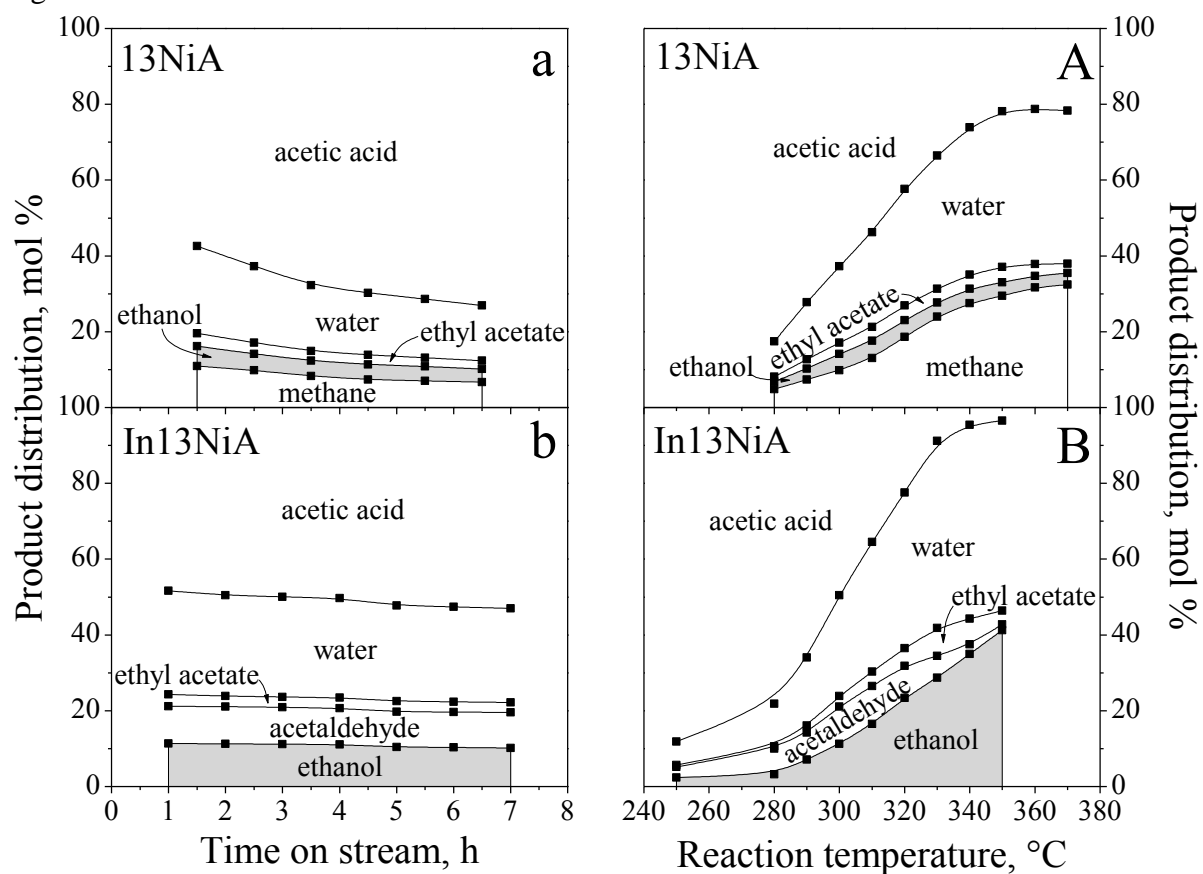 13NiA
a
acetic acid
water
ethanol
ethyl acetate
methane
100
80
60
40
20
100
In13NiA
b
acetic acid
water
ethyl acetate
acetaldehyde
ethanol
80
60
40
20
0
0 1 2 3 4 5 6 7 8
Time on stream, h
Product distribution, mol %
13NiA
A
acetic acid
water
ethyl acetate
ethanol
methane
100
80
60
40
20
100
In13NiA
B
acetic acid
water
ethyl acetate
acetaldehyde
ethanol
80
60
40
20
0
240 260 280 300 320 340 360 380
Reaction temperature, °C
Product distribution, mol %